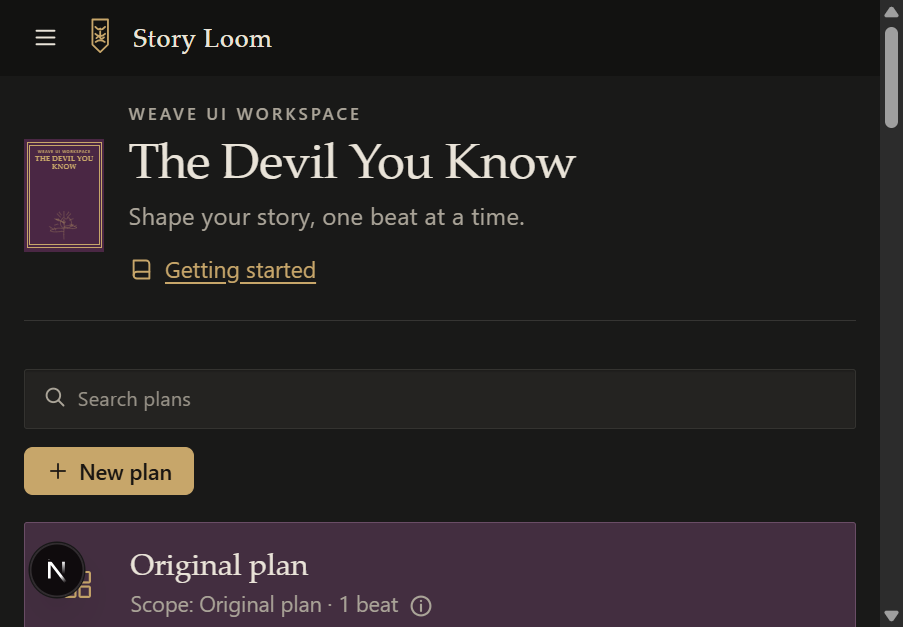 Story Loom
WEAVE UI WORKSPACE
The Devil You Know
WEAVE UI WORKSPACE
THE DEVIL YOU
KNOW
Shape your story, one beat at a time.
Getting started
Search plans
+ New plan
Original plan
N
Scope: Original plan · 1 beat